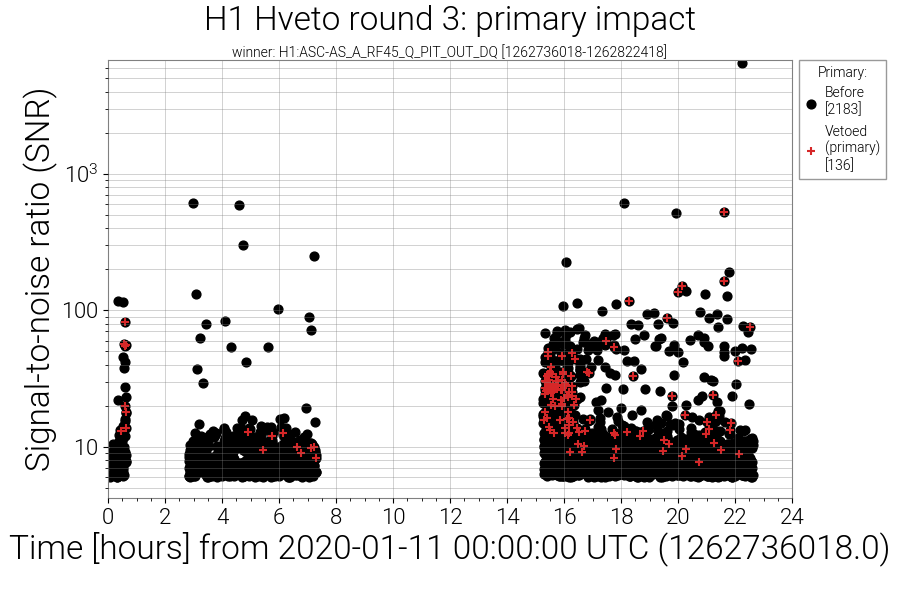 H1 Hveto round 3: primary impact
winner: H1:ASC-AS_A_RF45_Q_PIT_OUT_DQ [1262736018-1262822418]
Signal-to-noise ratio (SNR)
10³
100
10
0 2 4 6 8 10 12 14 16 18 20 22 24
Time [hours] from 2020-01-11 00:00:00 UTC (1262736018.0)
Primary:
Before
[2183]
Vetoed
(primary)
[136]